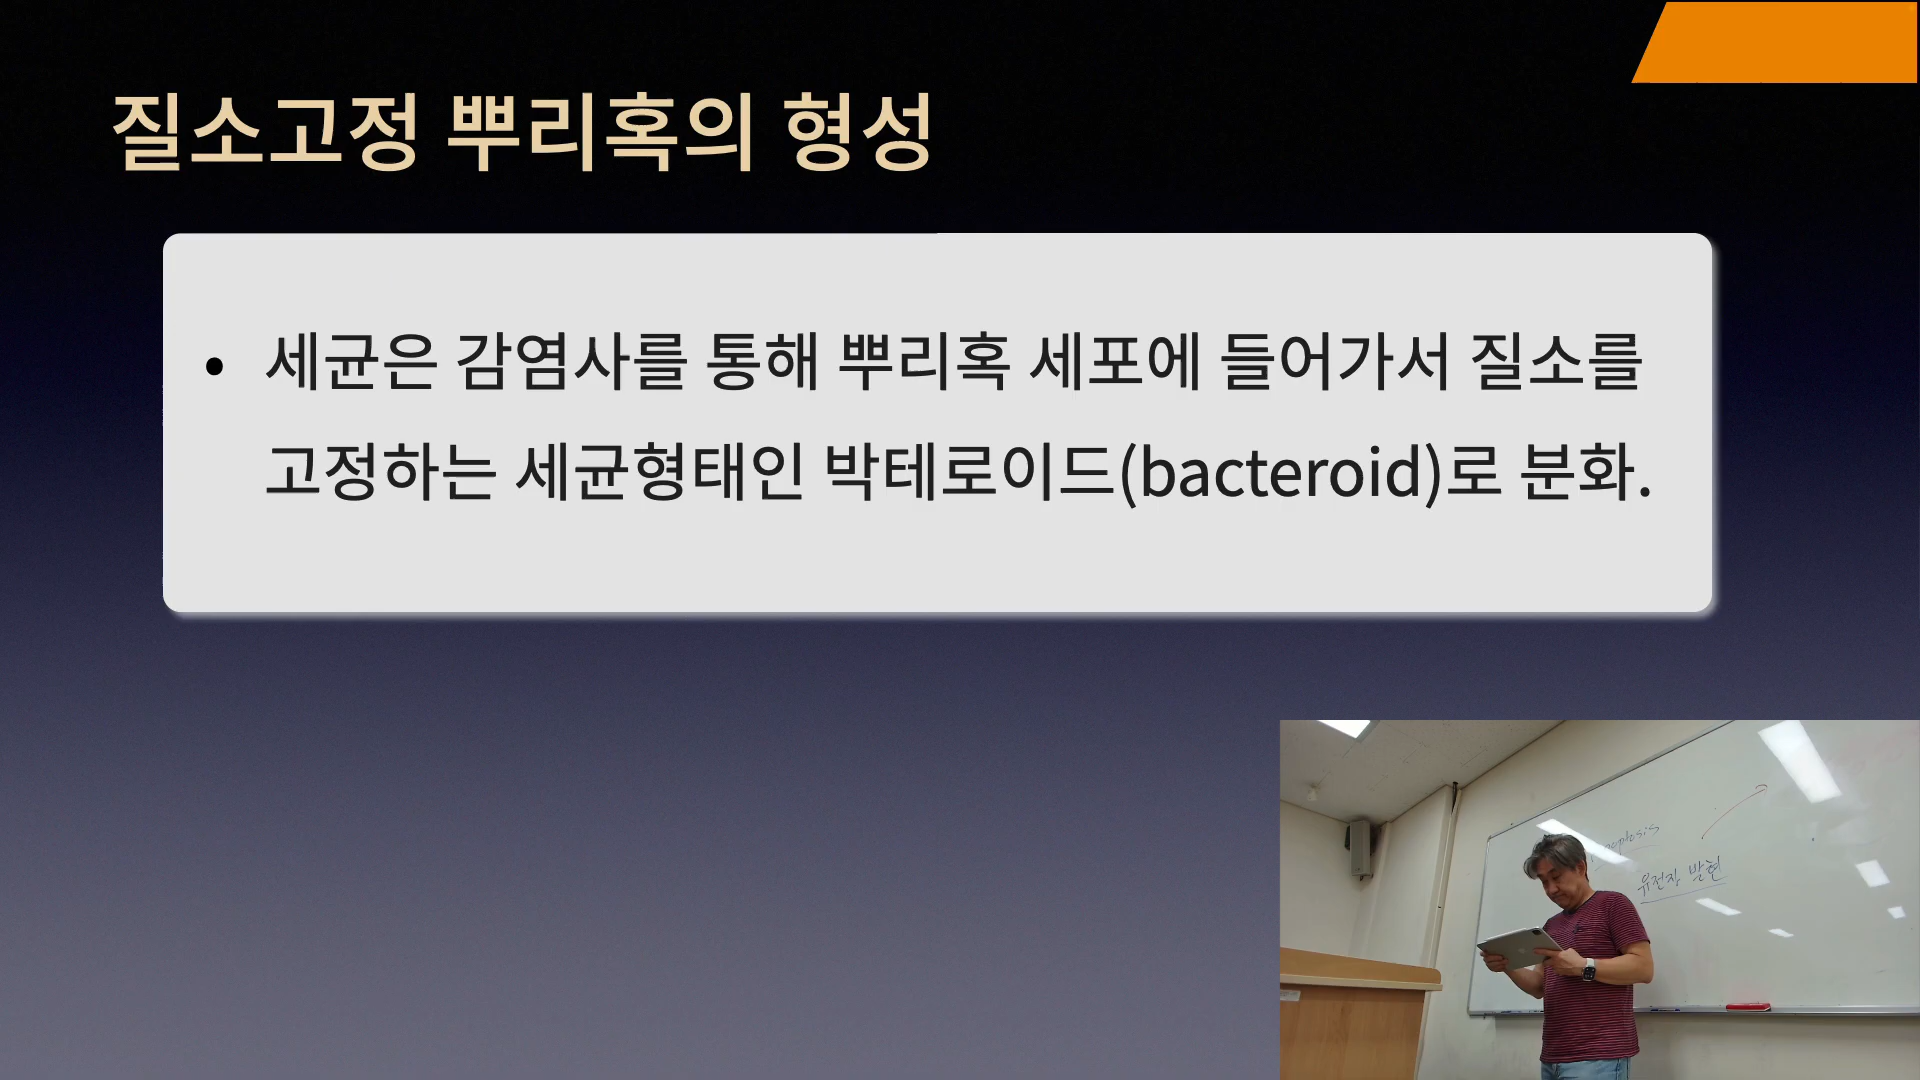 질소고정 뿌리혹의 형성
• 세균은 감염사를 통해 뿌리혹 세포에 들어가서 질소를
고정하는 세균형태인 박테로이드(bacteroid)로 분화.
유전자 발현